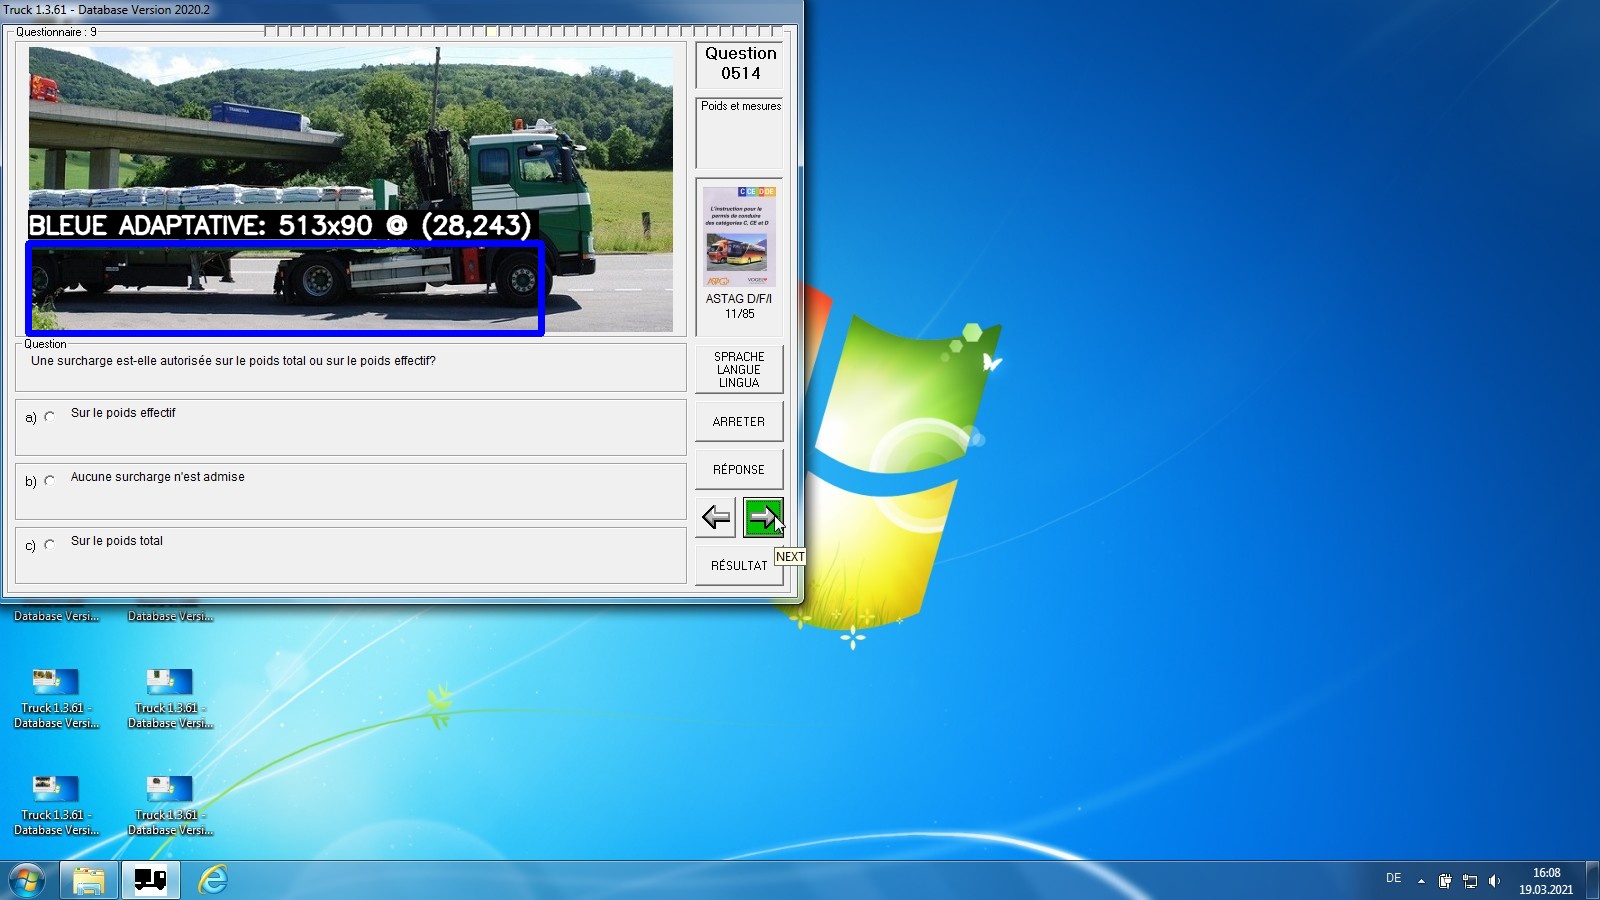 Truck 1.3.61 - Database Version 2020.2
Questionnaire : 9
Question
0514
Poids et mesures
BLEUE ADAPTATIVE: 513x90 @ (28,243)
C CE D DE
L'instruction pour le
permis de conduire
des catégories C, CE et D
ASTAG D/F/I
11/85
Question
Une surcharge est-elle autorisée sur le poids total ou sur le poids effectif?
SPRACHE
LANGUE
LINGUA
a) Sur le poids effectif
ARRETER
b) Aucune surcharge n'est admise
RÉPONSE
c) Sur le poids total
NEXT
RÉSULTAT
Database Versi...
Database Versi...
Truck 1.3.61 -
Database Versi...
Truck 1.3.61 -
Database Versi...
Truck 1.3.61 -
Database Versi...
Truck 1.3.61 -
Database Versi...
DE
16:08
19.03.2021